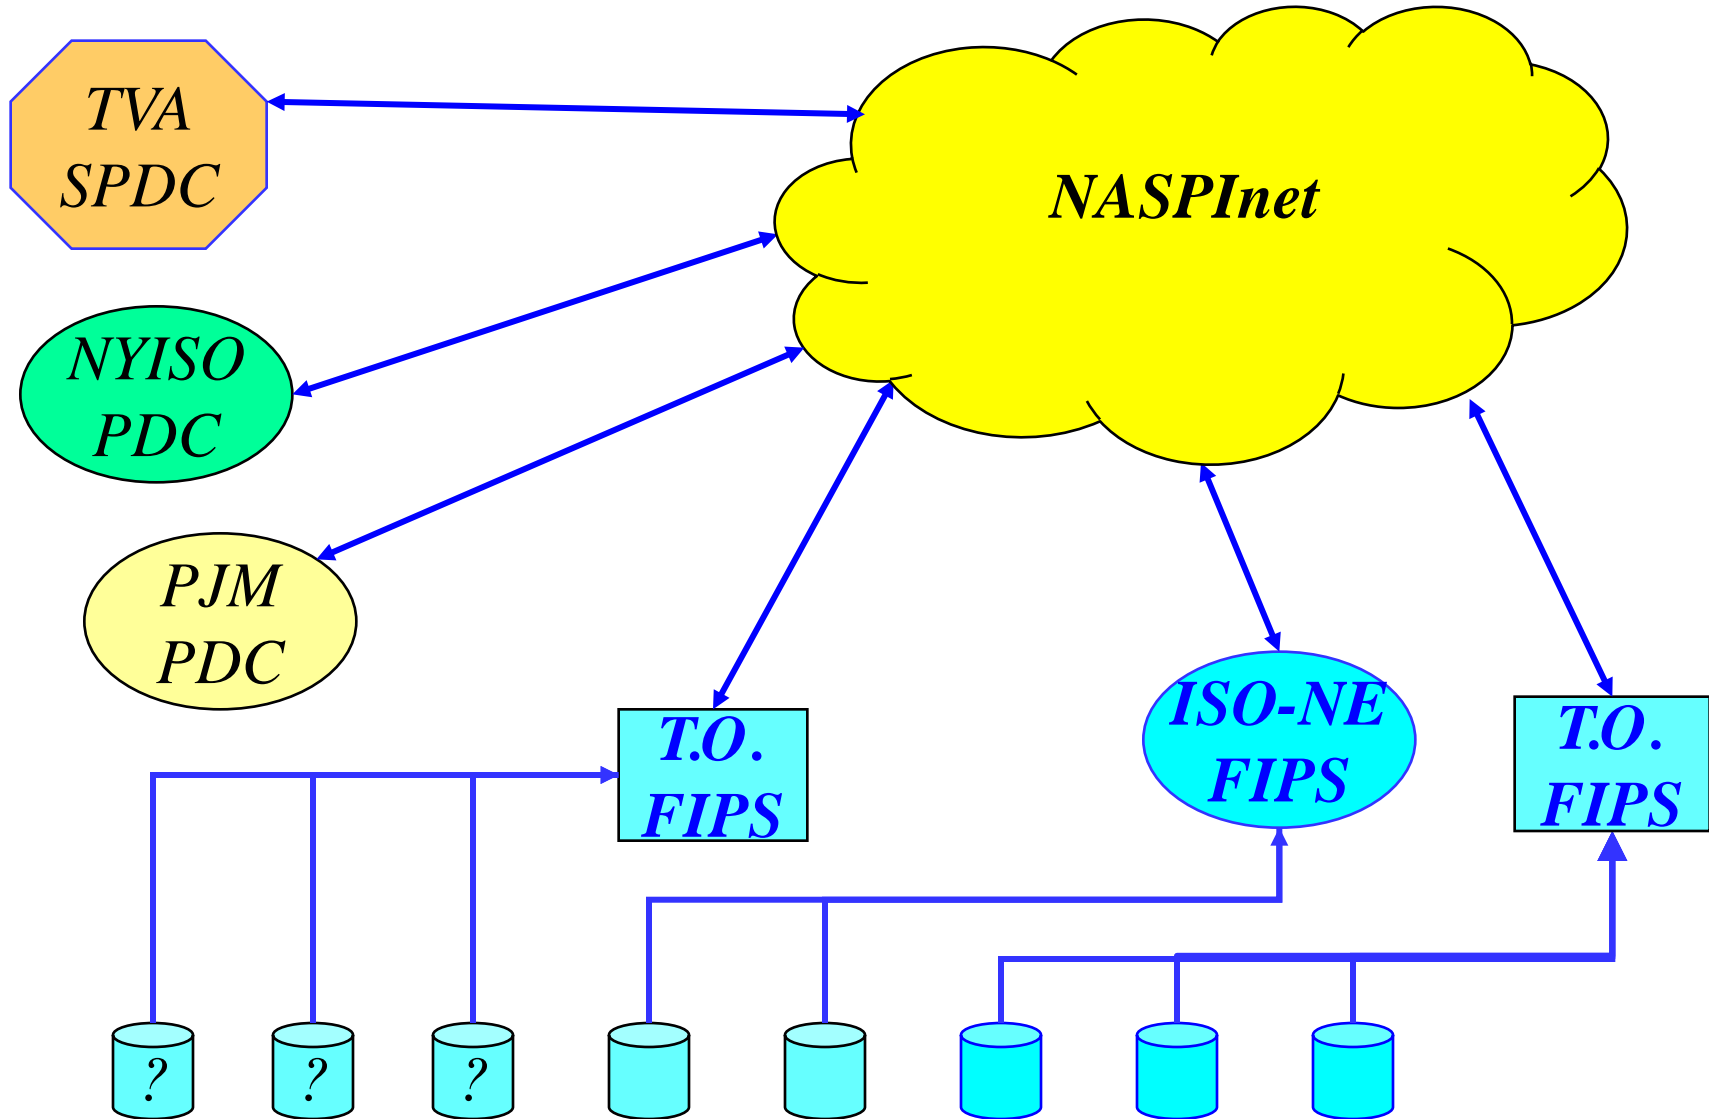 TVA
SPDC
NASPInet
NYISO
PDC
PJM
PDC
T.O.
FIPS
ISO-NE
FIPS
T.O.
FIPS
?
?
?